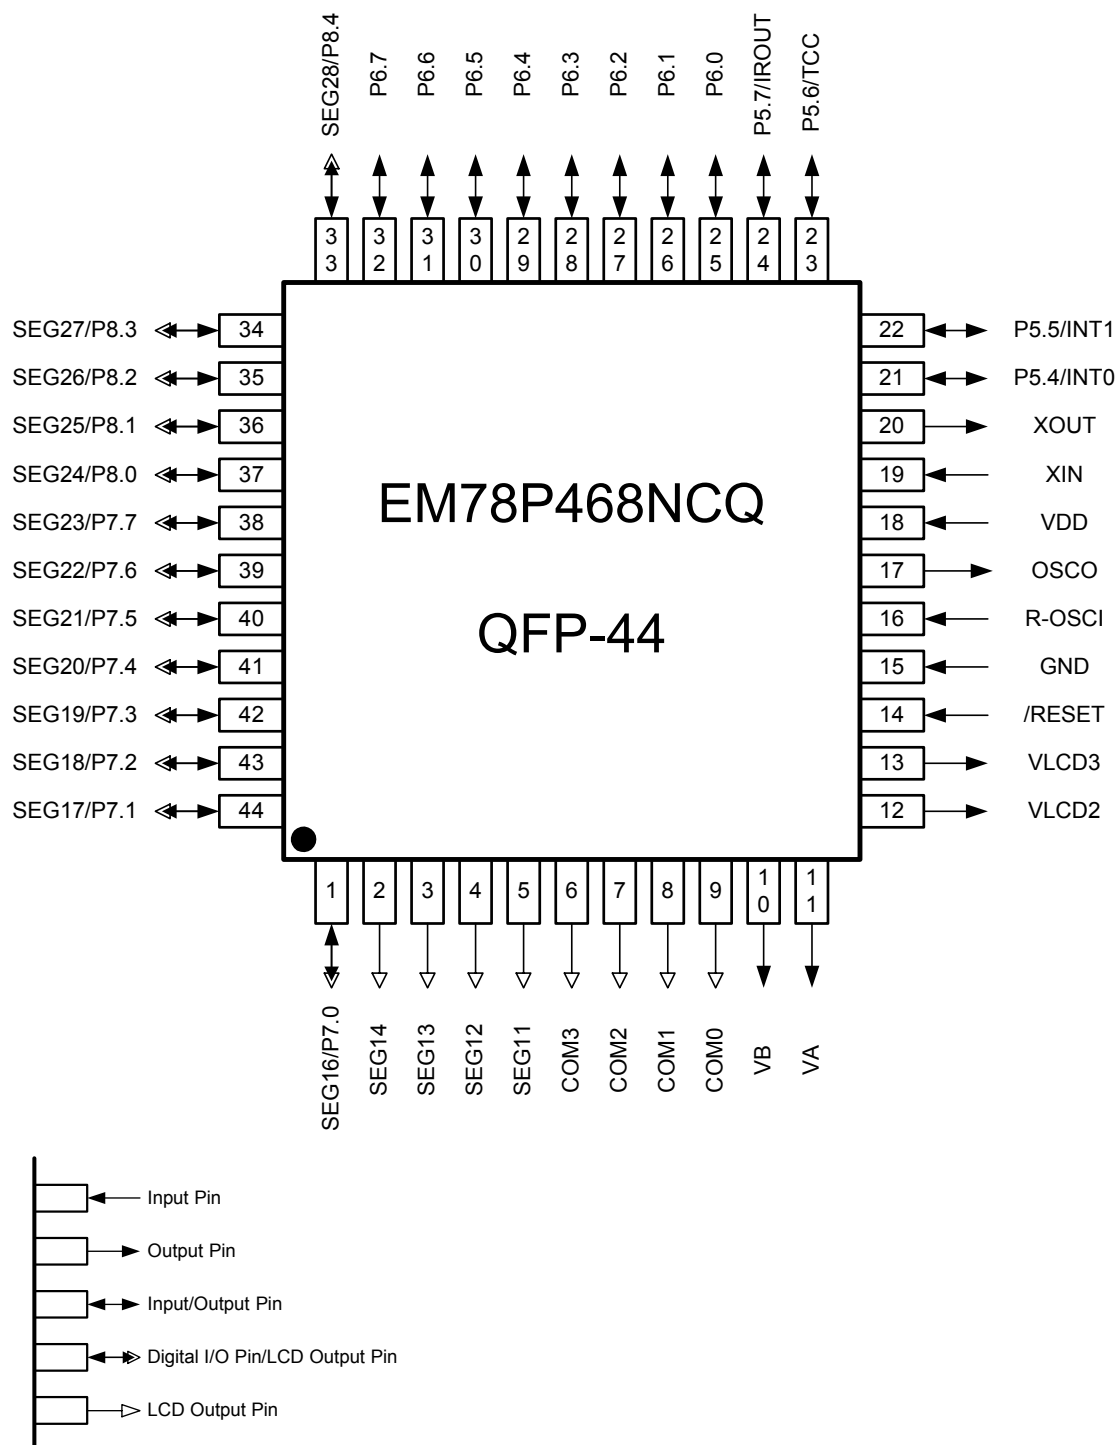 SEG28/P8.4
P6.7
P6.6
P6.5
P6.4
P6.3
P6.2
P6.1
P6.0
P5.7/IROUT
P5.6/TCC
33
32
31
30
29
28
27
26
25
24
23
SEG27/P8.3 34
SEG26/P8.2 35
SEG25/P8.1 36
SEG24/P8.0 37
SEG23/P7.7 38
SEG22/P7.6 39
SEG21/P7.5 40
SEG20/P7.4 41
SEG19/P7.3 42
SEG18/P7.2 43
SEG17/P7.1 44
EM78P468NCQ
QFP-44
22 P5.5/INT1
21 P5.4/INT0
20 XOUT
19 XIN
18 VDD
17 OSCO
16 R-OSCI
15 GND
14 /RESET
13 VLCD3
12 VLCD2
1
2
3
4
5
6
7
8
9
10
11
SEG16/P7.0
SEG14
SEG13
SEG12
SEG11
COM3
COM2
COM1
COM0
VB
VA
Input Pin
Output Pin
Input/Output Pin
Digital I/O Pin/LCD Output Pin
LCD Output Pin